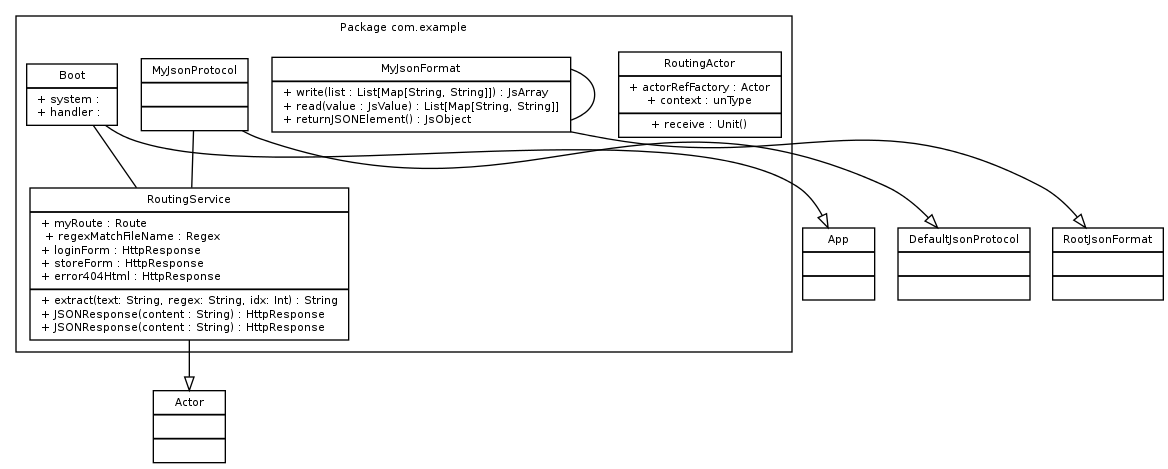 Package com.example
Boot
+ system :
+ handler :
MyJsonProtocol
MyJsonFormat
+ write(list : List[Map[String, String]]) : JsArray
+ read(value : JsValue) : List[Map[String, String]]
+ returnJSONElement() : JsObject
RoutingActor
+ actorRefFactory : Actor
+ context : unType
+ receive : Unit()
RoutingService
+ myRoute : Route
+ regexMatchFileName : Regex
+ loginForm : HttpResponse
+ storeForm : HttpResponse
+ error404Html : HttpResponse
+ extract(text: String, regex: String, idx: Int) : String
+ JSONResponse(content : String) : HttpResponse
+ JSONResponse(content : String) : HttpResponse
App
DefaultJsonProtocol
RootJsonFormat
Actor